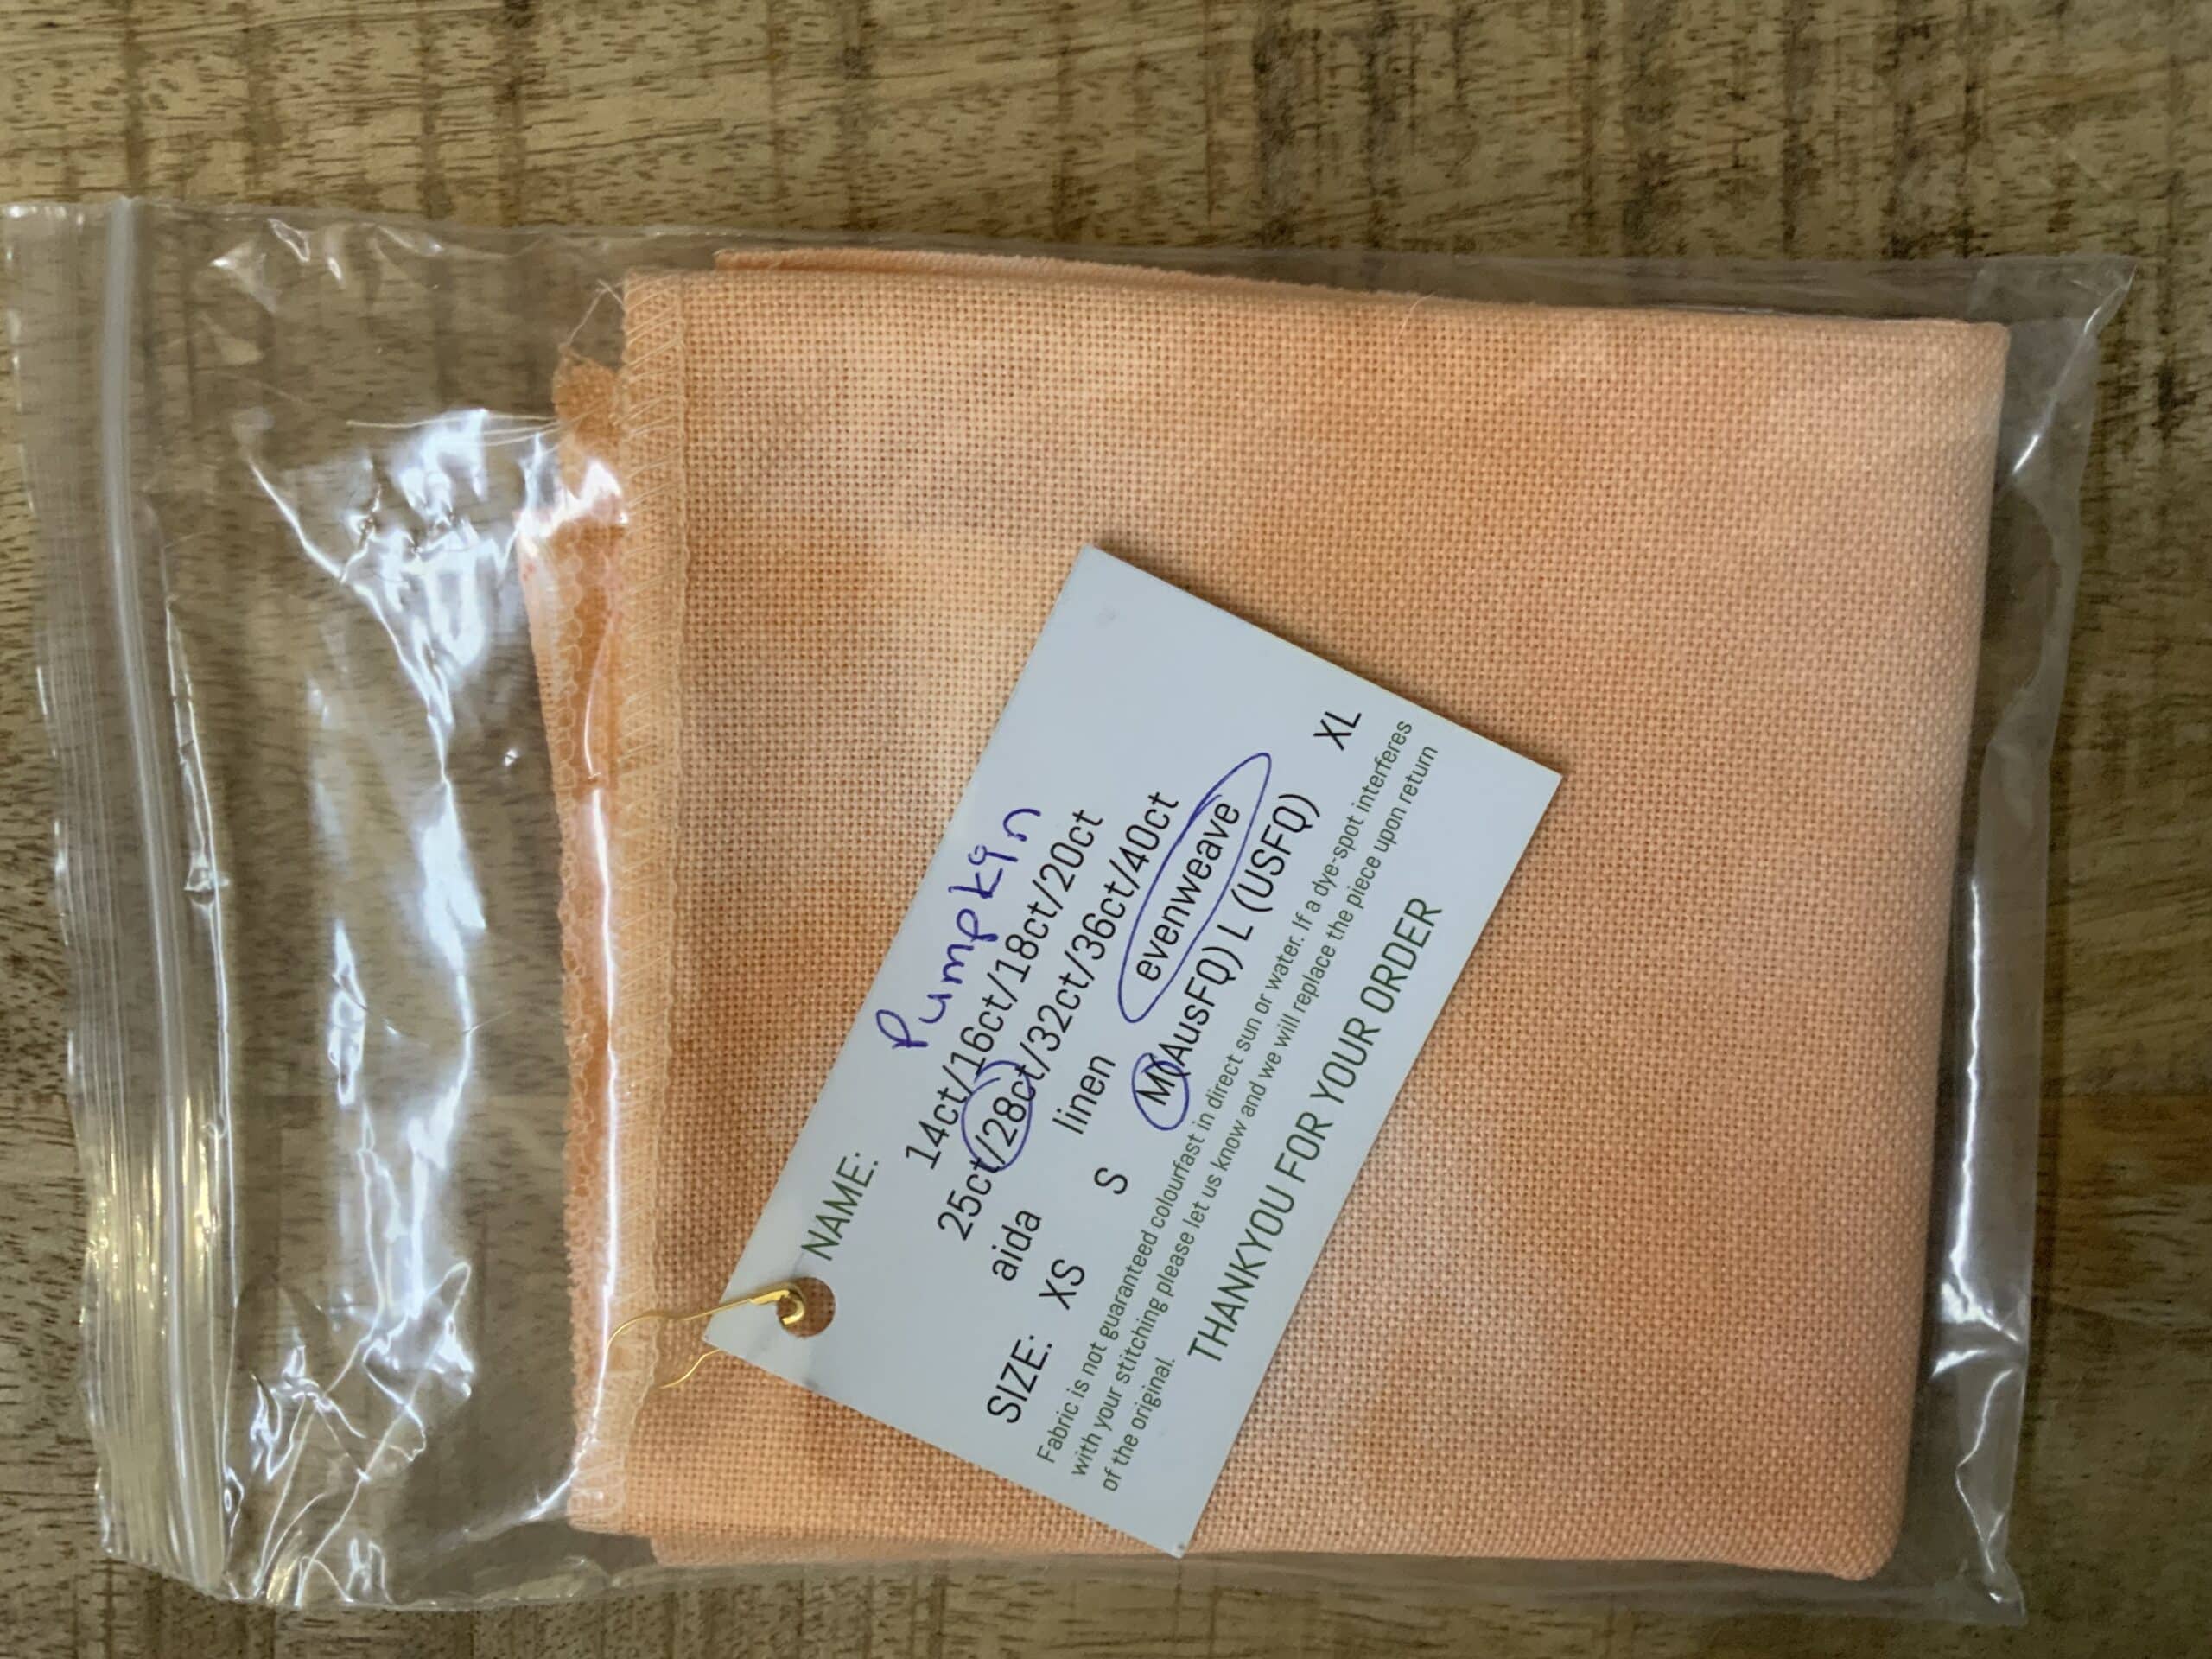 NAME: Pumpkin
14ct/16ct/18ct/20ct
25ct/28ct/32ct/36ct/40ct
aida linen evenweave
SIZE: XS S M(AusFQ) L (USFQ) XL
Fabric is not guaranteed colourfast in direct sun or water. If a dye-spot interferes
with your stitching please let us know and we will replace the piece upon return
of the original.
THANKYOU FOR YOUR ORDER